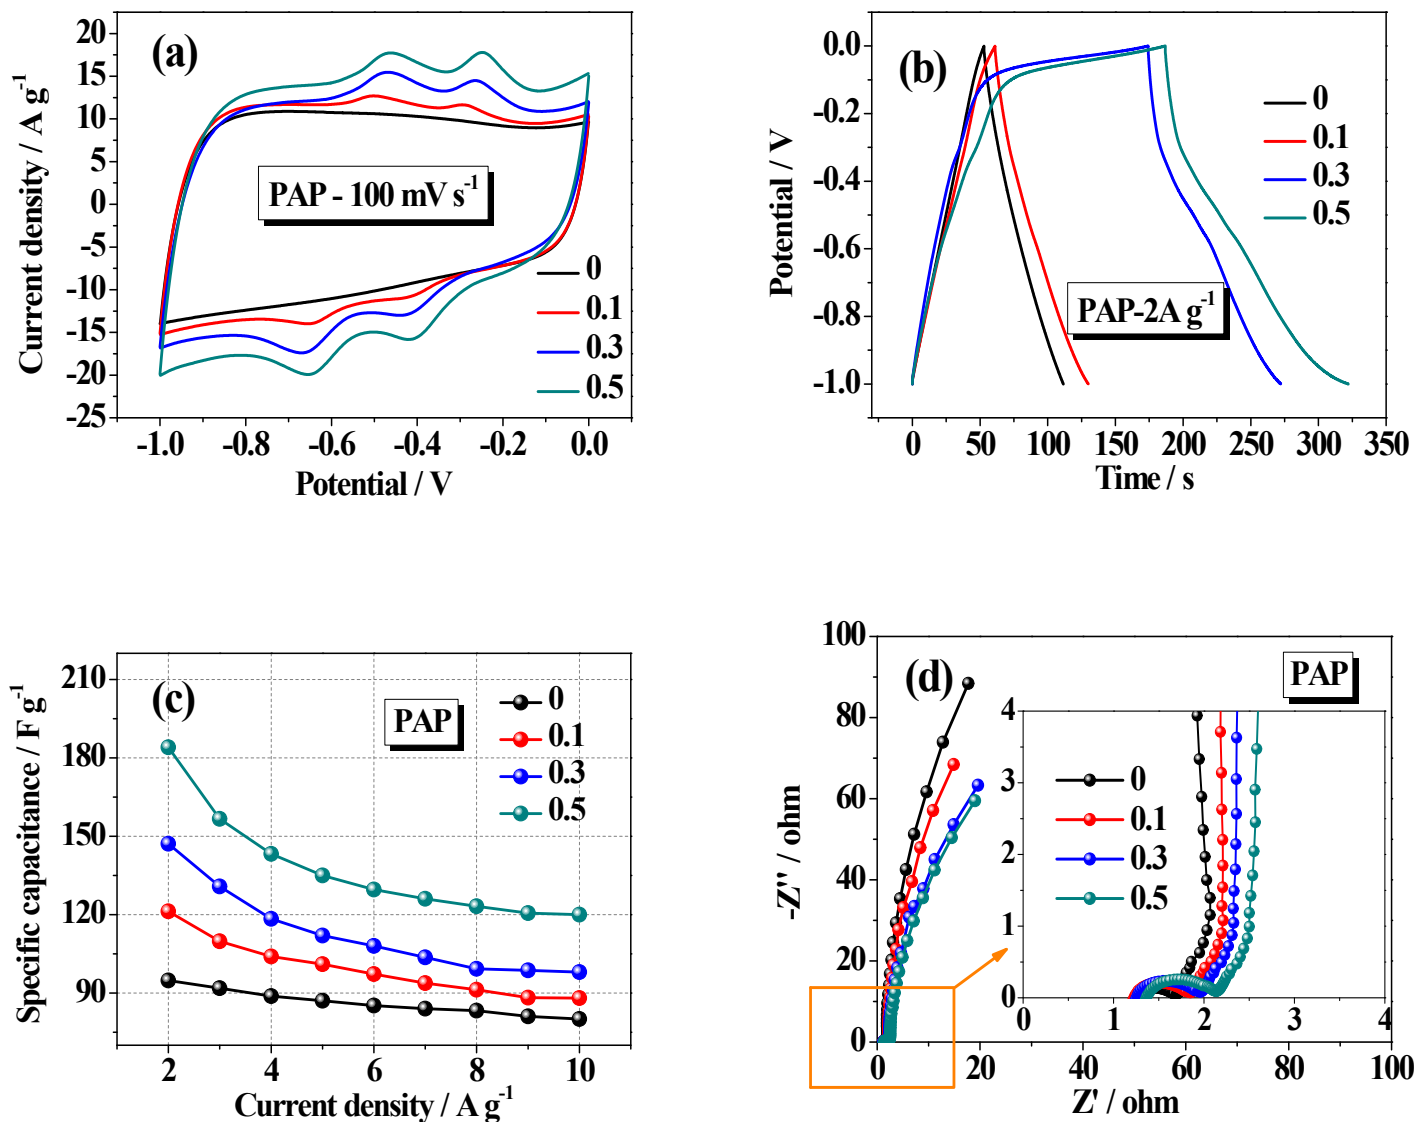 (a)
20
15
10
5
0
-5
-10
-15
-20
-25
Current density / A g⁻¹
PAP - 100 mV s⁻¹
0
0.1
0.3
0.5
-1.0 -0.8 -0.6 -0.4 -0.2 0.0
Potential / V
(b)
0.0
-0.2
-0.4
-0.6
-0.8
-1.0
Potential / V
0
0.1
0.3
0.5
PAP-2A g⁻¹
0 50 100 150 200 250 300 350
Time / s
(c)
210
180
150
120
90
Specific capacitance / F g⁻¹
PAP
0
0.1
0.3
0.5
2 4 6 8 10
Current density / A g⁻¹
(d)
100
80
60
40
20
0
-Z'' / ohm
PAP
4
3
2
1
0
0
0.1
0.3
0.5
0 1 2 3 4
0 20 40 60 80 100
Z' / ohm